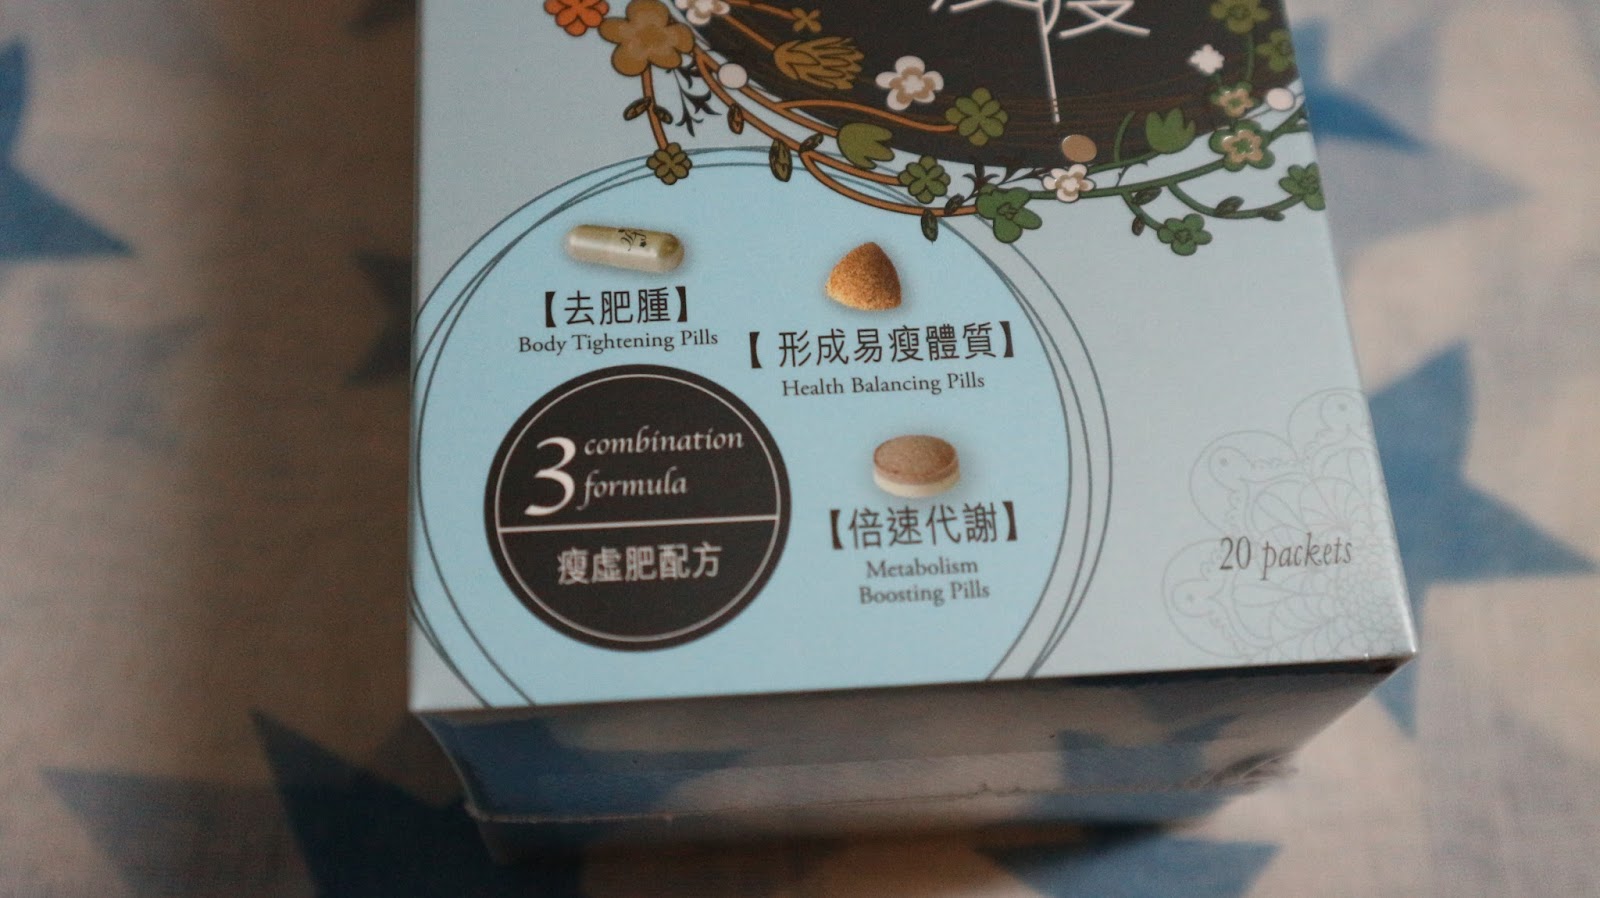 【去肥腫】
Body Tightening Pills
【形成易瘦體質】
Health Balancing Pills
3 combination
formula
瘦虛肥配方
【倍速代謝】
Metabolism
Boosting Pills
20 packets